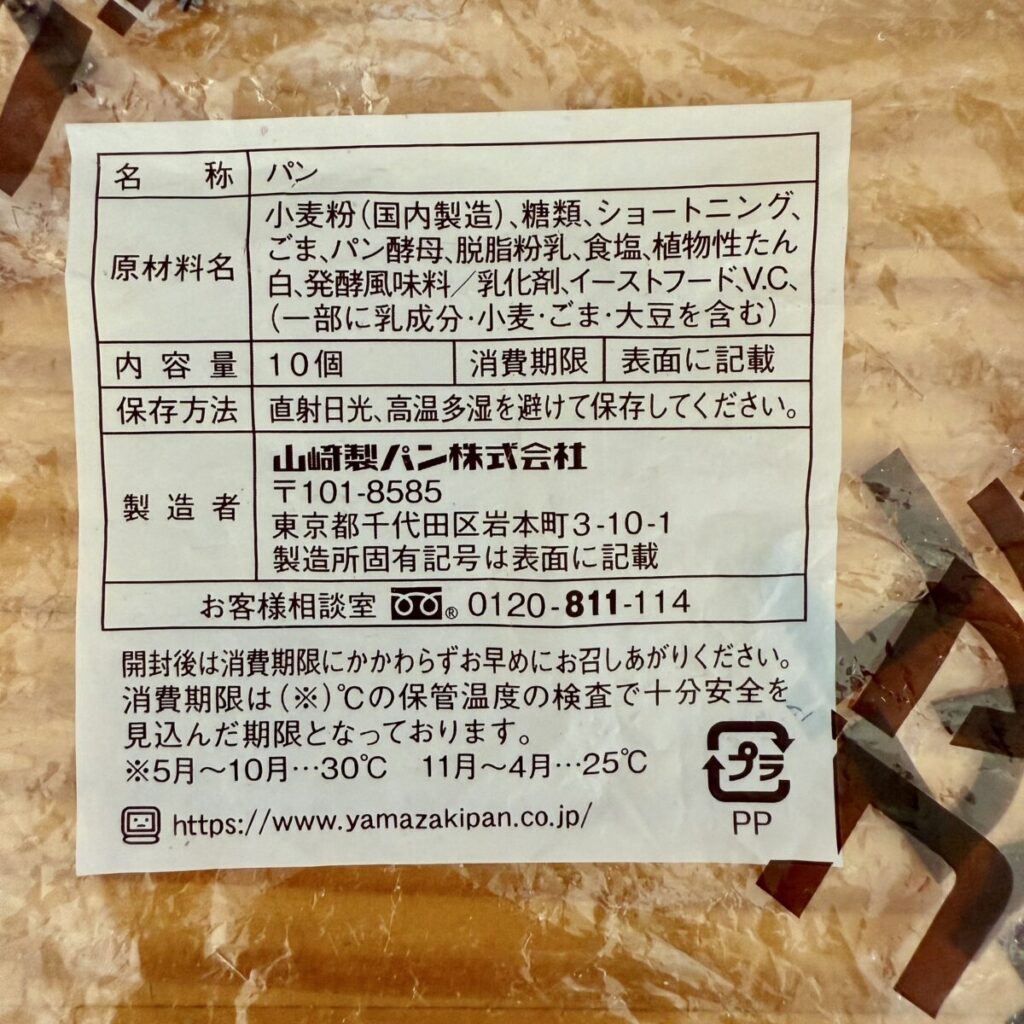 名称 パン
原材料名 小麦粉(国内製造)、糖類、ショートニング、
ごま、パン酵母、脱脂粉乳、食塩、植物性たん
白、発酵風味料/乳化剤、イーストフード、V.C、
(一部に乳成分・小麦・ごま・大豆を含む)
内容量 10個 消費期限 表面に記載
保存方法 直射日光、高温多湿を避けて保存してください。
製造者 山崎製パン株式会社
〒101-8585
東京都千代田区岩本町3-10-1
製造所固有記号は表面に記載
お客様相談室 ® 0120-811-114
開封後は消費期限にかかわらずお早めにお召しあがりください。
消費期限は(※)℃の保管温度の検査で十分安全を
見込んだ期限となっております。
※5月〜10月…30℃ 11月〜4月…25℃
プラ
PP
https://www.yamazakipan.co.jp/